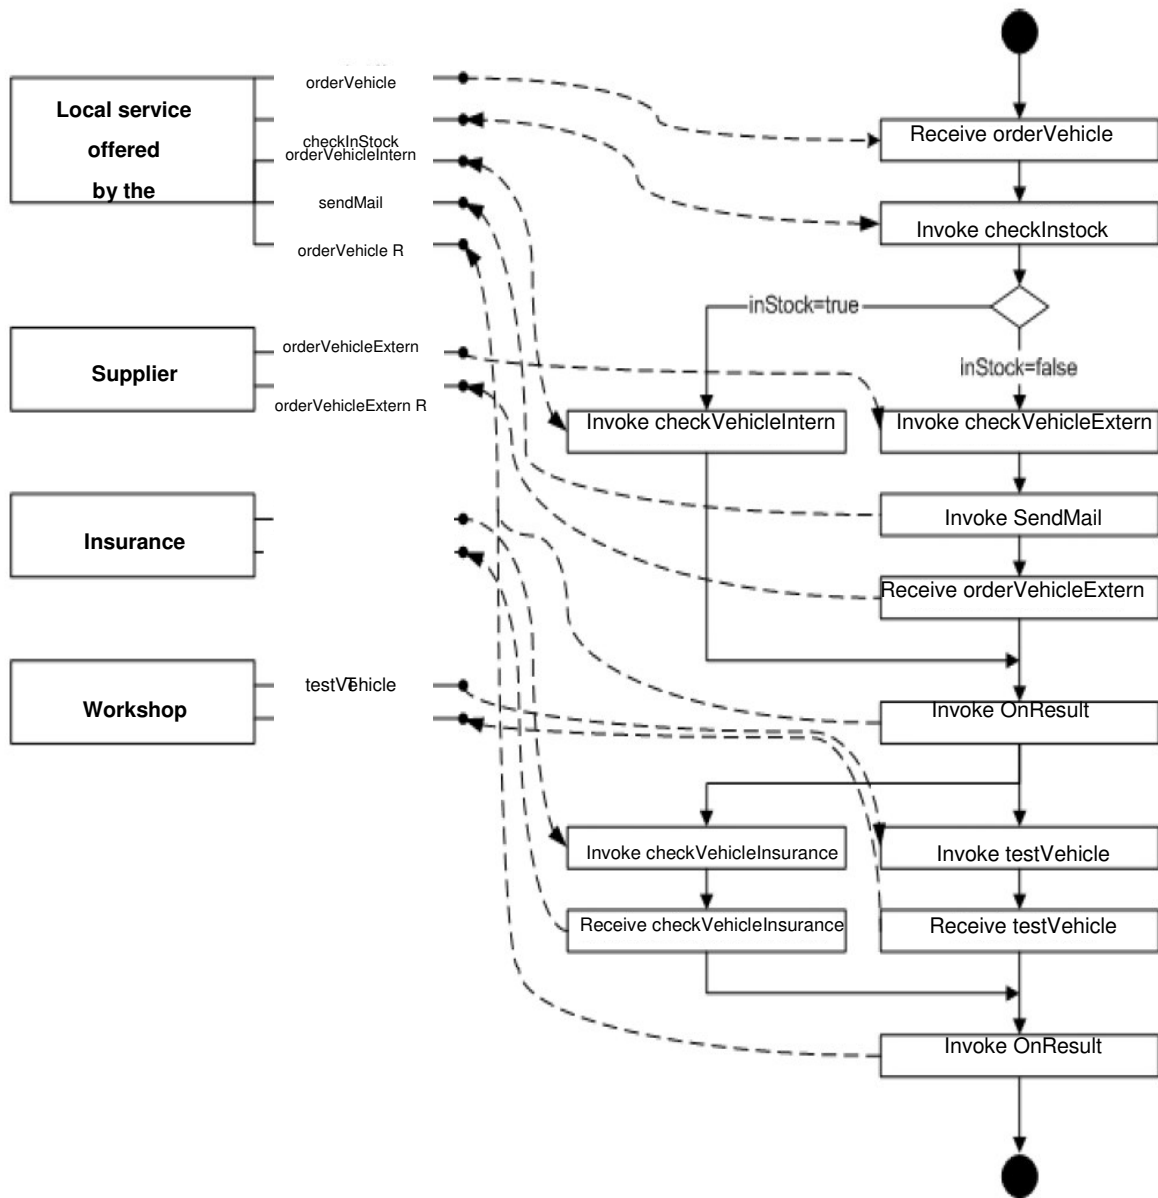 Local service
offered
by the
orderVehicle
checkInStock
orderVehicleIntern
sendMail
orderVehicle R
Supplier
orderVehicleExtern
orderVehicleExtern R
Insurance
Workshop
testVehicle
Receive orderVehicle
Invoke checkInstock
inStock=true
inStock=false
Invoke checkVehicleIntern
Invoke checkVehicleExtern
Invoke SendMail
Receive orderVehicleExtern
Invoke OnResult
Invoke checkVehicleInsurance
Invoke testVehicle
Receive checkVehicleInsurance
Receive testVehicle
Invoke OnResult